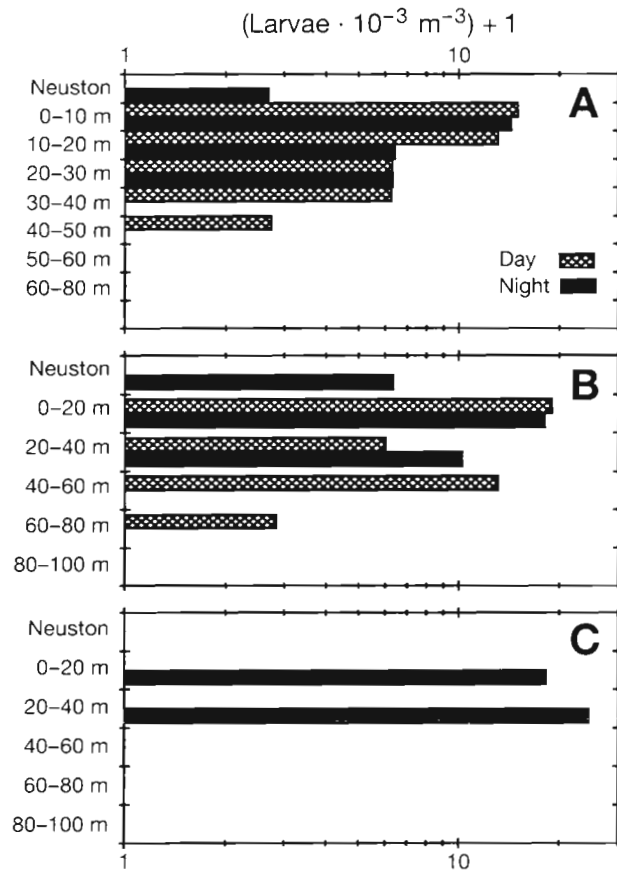 (Larvae · 10⁻³ m⁻³) + 1
1 10
Neuston
0–10 m
10–20 m
20–30 m
30–40 m
40–50 m
50–60 m
60–80 m
A
Day
Night
Neuston
0–20 m
20–40 m
40–60 m
60–80 m
80–100 m
B
Neuston
0–20 m
20–40 m
40–60 m
60–80 m
80–100 m
C
1 10